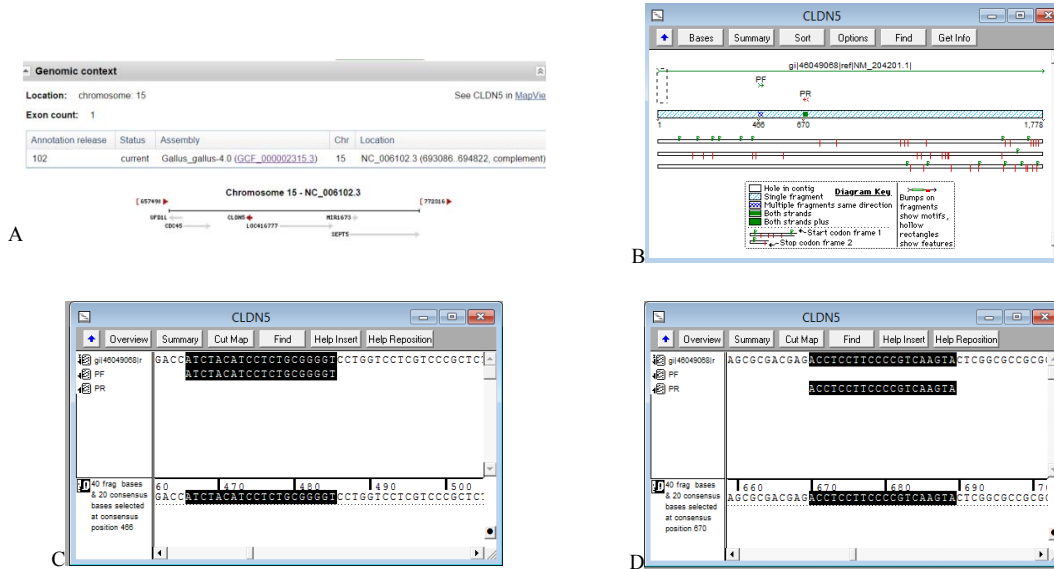 Genomic context
Location: chromosome: 15
See CLDN5 in MapVie
Exon count: 1
Annotation release Status Assembly Chr Location
102 current Gallus_gallus-4.0 (GCF_000002315.3) 15 NC_006102.3 (693086..694822, complement)
Chromosome 15 - NC_006102.3
[ 657491 [ 772316
UFD1L CLDN5 MIR1673
CDC45 LOC416777
SEPT5
A
CLDN5
Bases Summary Sort Options Find Get Info
gi|46049068|ref|NM_204201.1|
PF
PR
1 466 670 1,778
Diagram Key
Hole in contig
Single fragment
Multiple fragments same direction
Both strands
Both strands plus
Start codon frame 1
Stop codon frame 2
Bumps on
fragments
show motifs,
hollow
rectangles
show features
B
CLDN5
Overview Summary Cut Map Find Help Insert Help Reposition
gi|46049068|r GACCATCTACATCCTCTGCGGGGTCCTGGTCCTCGTCCCGCTCT
PF ATCTACATCCTCTGCGGGGT
PR
60 470 480 490 500
40 frag bases
& 20 consensus
bases selected
at consensus
position 466
GACCATCTACATCCTCTGCGGGGTCCTGGTCCTCGTCCCGCTCT
C
CLDN5
Overview Summary Cut Map Find Help Insert Help Reposition
gi|46049068|r AGCGCGACGAGACCTCCTTCCCCGTCAAGTACTCGGCGCCGCG
PF
PR ACCTCCTTCCCCGTCAAGTA
660 670 680 690
40 frag bases
& 20 consensus
bases selected
at consensus
position 670
AGCGCGACGAGACCTCCTTCCCCGTCAAGTACTCGGCGCCGCG
D